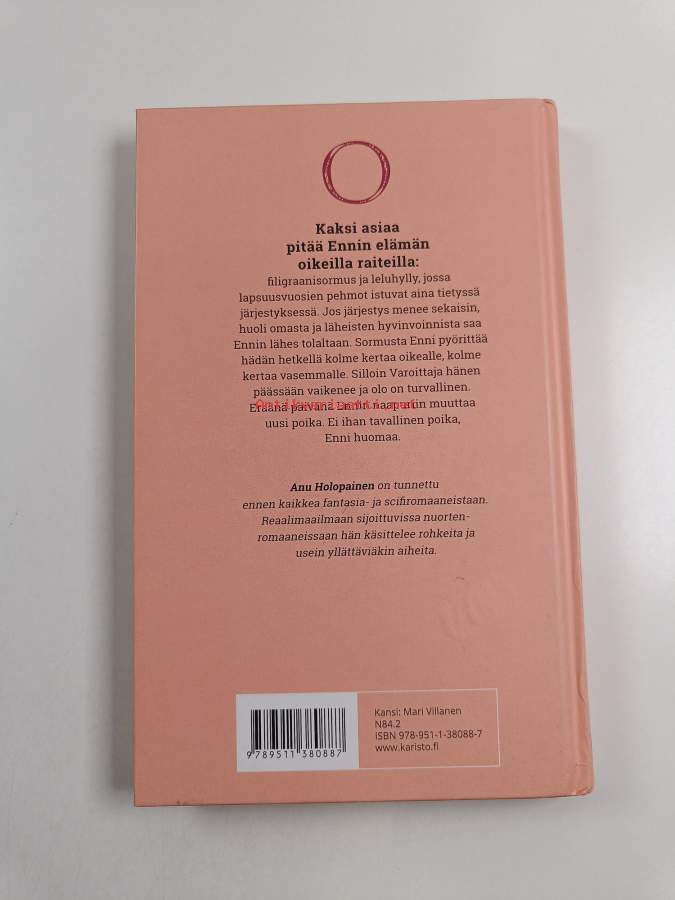 Kaksi asiaa
pitää Ennin elämän
oikeilla raiteilla:
filigraanisormus ja leluhylly, jossa
lapsuusvuosien pehmot istuvat aina tietyssä
järjestyksessä. Jos järjestys menee sekaisin,
huoli omasta ja läheisten hyvinvoinnista saa
Ennin lähes tolaltaan. Sormusta Enni pyörittää
hädän hetkellä kolme kertaa oikealle, kolme
kertaa vasemmalle. Silloin Varoittaja hänen
päässään vaikenee ja olo on turvallinen.
Eräänä päivänä Ennin naapuriin muuttaa
uusi poika. Ei ihan tavallinen poika,
Enni huomaa.
Anu Holopainen on tunnettu
ennen kaikkea fantasia- ja scifiromaaneistaan.
Reaalimaailmaan sijoittuvissa nuorten-
romaaneissaan hän käsittelee rohkeita ja
usein yllättäviäkin aiheita.
Kansi: Mari Villanen
N84.2
ISBN 978-951-1-38088-7
www.karisto.fi
9 789511 380887